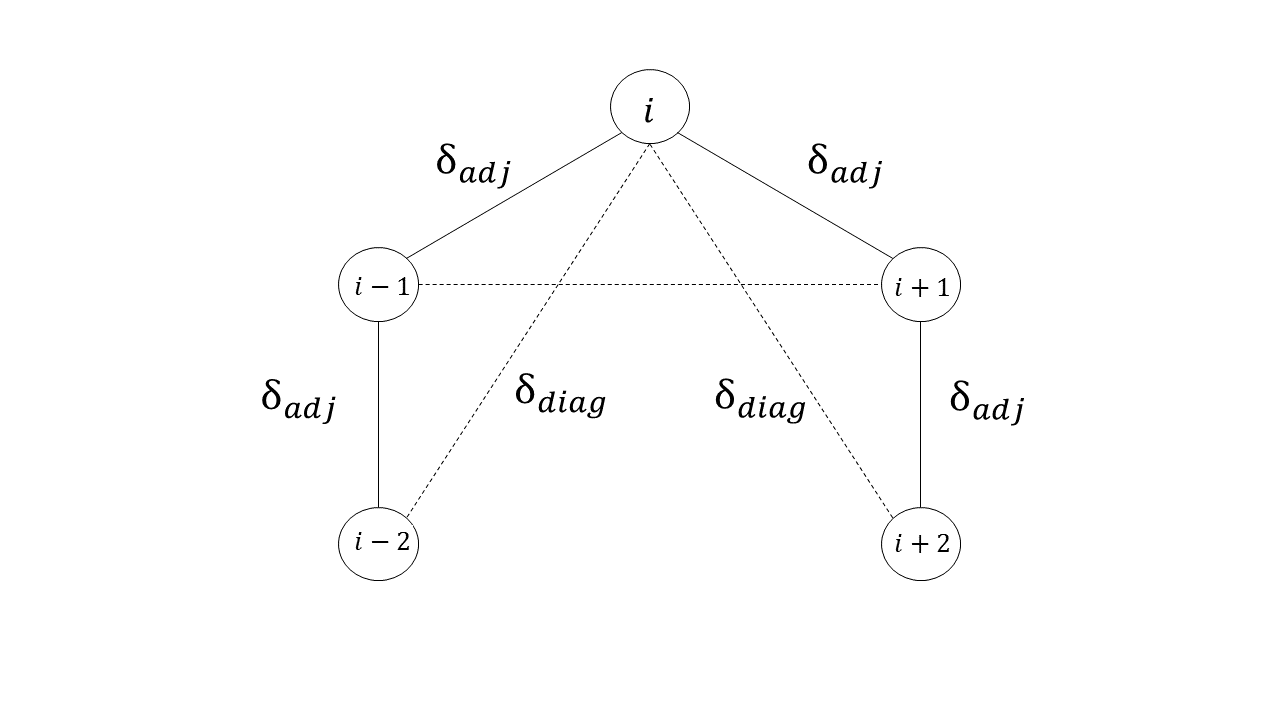 i
δ_adj δ_adj
i − 1 i + 1
δ_diag δ_diag
δ_adj δ_adj
i − 2 i + 2